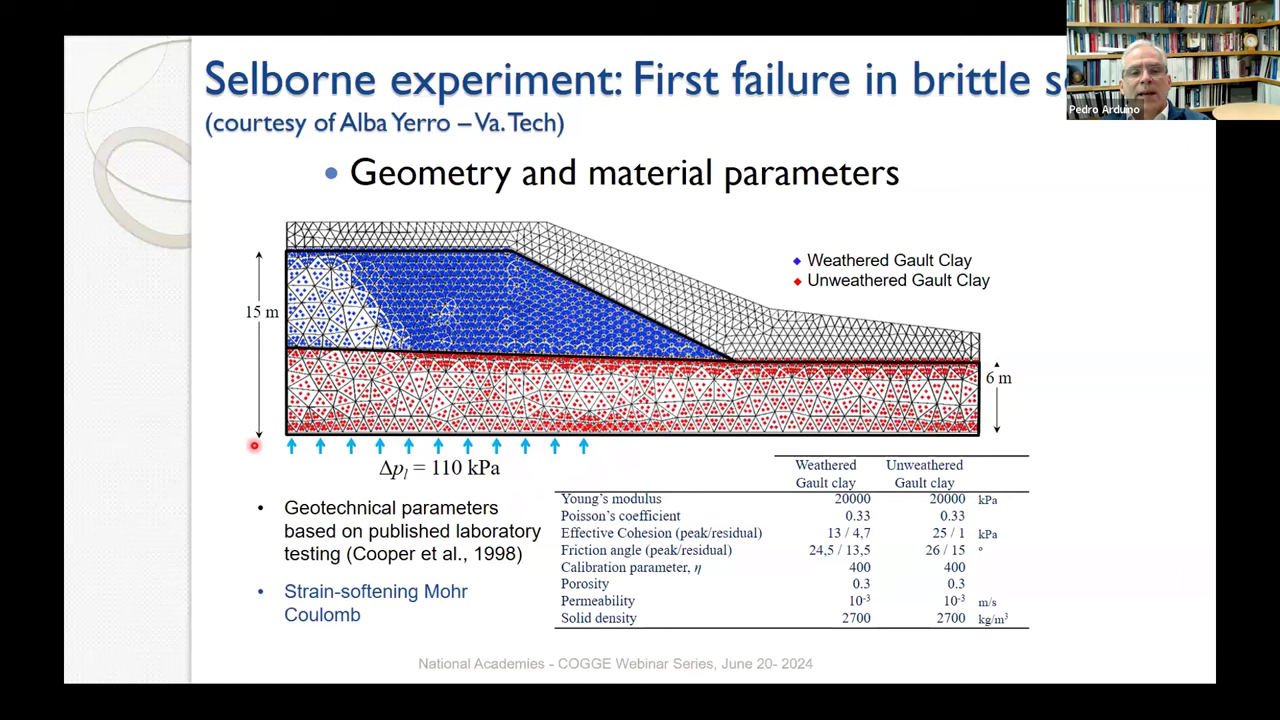 Selborne experiment: First failure in brittle
(courtesy of Alba Yerro – Va. Tech)
Pedro Arduino
• Geometry and material parameters
Weathered Gault Clay
Unweathered Gault Clay
15 m
6 m
Δpl = 110 kPa
• Geotechnical parameters
based on published laboratory
testing (Cooper et al., 1998)
• Strain-softening Mohr
Coulomb
Weathered Unweathered
Gault clay Gault clay
Young's modulus 20000 20000 kPa
Poisson's coefficient 0.33 0.33
Effective Cohesion (peak/residual) 13 / 4,7 25 / 1 kPa
Friction angle (peak/residual) 24,5 / 13,5 26 / 15 °
Calibration parameter, η 400 400
Porosity 0.3 0.3
Permeability 10⁻³ 10⁻³ m/s
Solid density 2700 2700 kg/m³
National Academies - COGGE Webinar Series, June 20- 2024